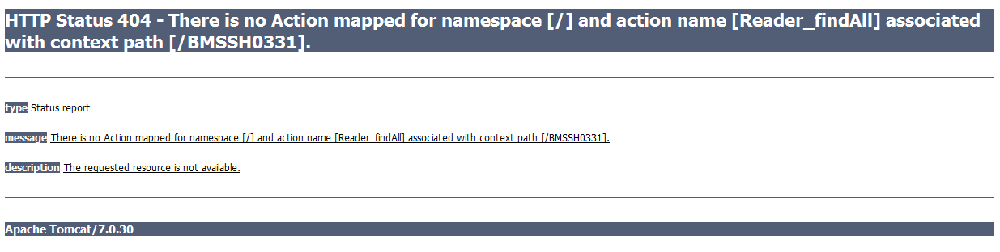 HTTP Status 404 - There is no Action mapped for namespace [/] and action name [Reader_findAll] associated
with context path [/BMSSH0331].
type Status report
message There is no Action mapped for namespace [/] and action name [Reader_findAll] associated with context path [/BMSSH0331].
description The requested resource is not available.
Apache Tomcat/7.0.30